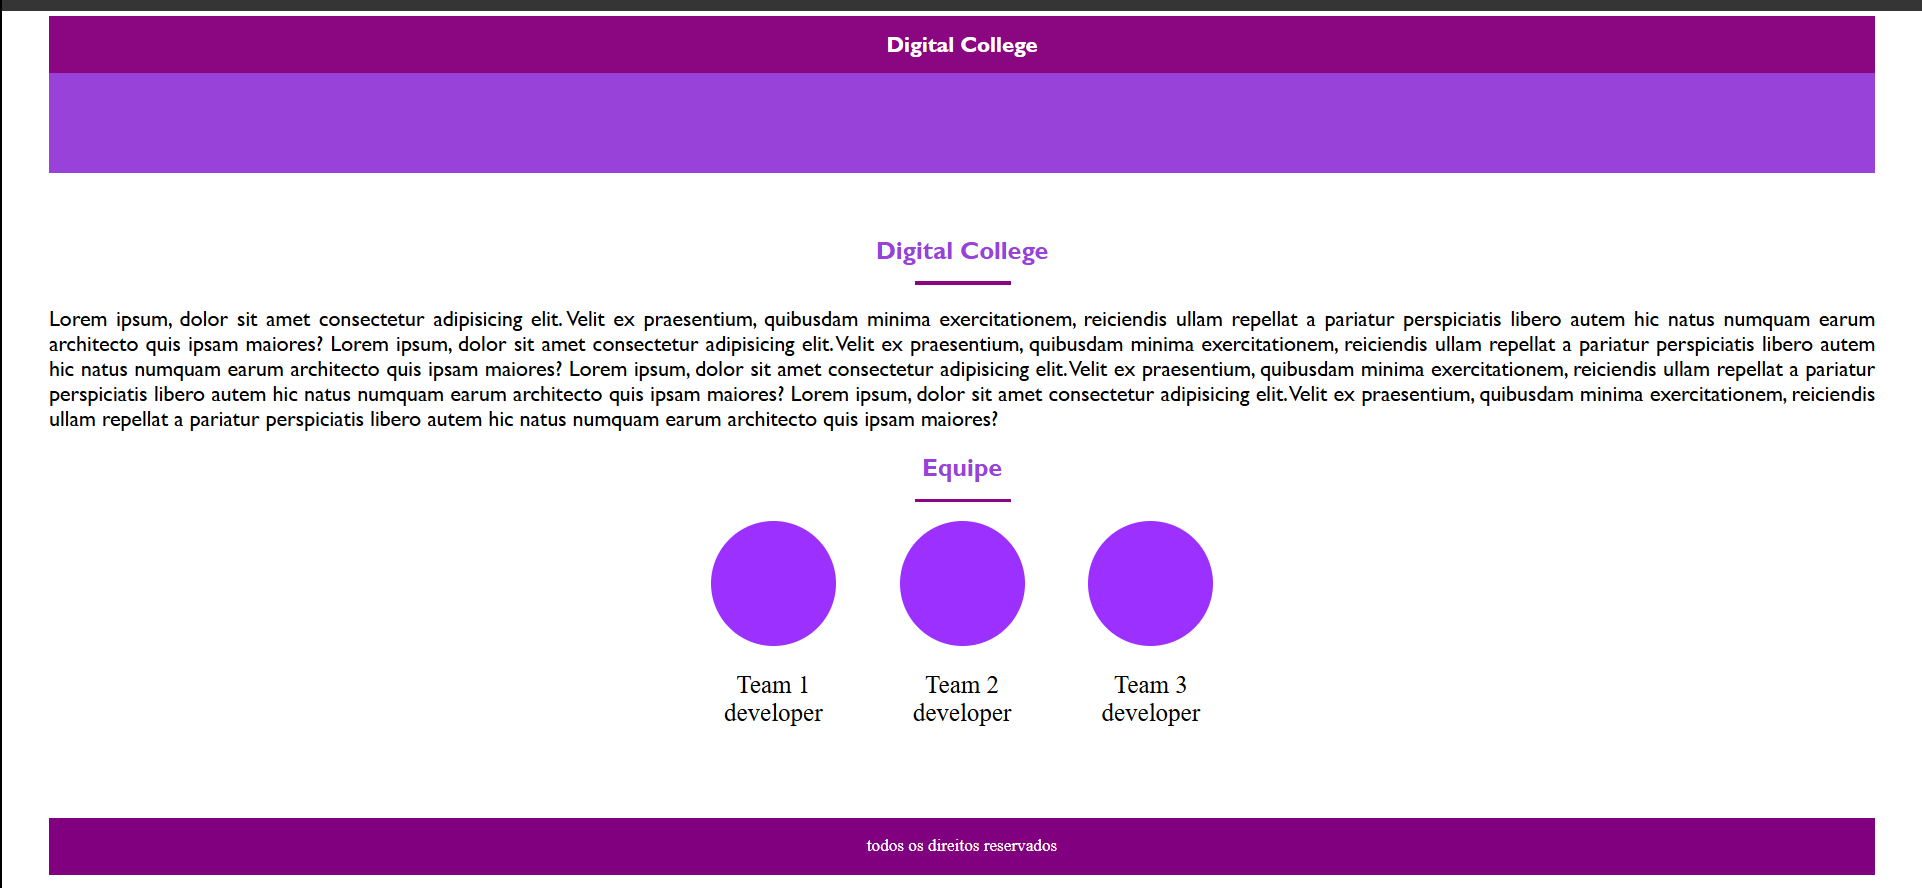 Digital College
Digital College
Lorem ipsum, dolor sit amet consectetur adipisicing elit. Velit ex praesentium, quibusdam minima exercitationem, reiciendis ullam repellat a pariatur perspiciatis libero autem hic natus numquam earum
architecto quis ipsam maiores? Lorem ipsum, dolor sit amet consectetur adipisicing elit. Velit ex praesentium, quibusdam minima exercitationem, reiciendis ullam repellat a pariatur perspiciatis libero autem
hic natus numquam earum architecto quis ipsam maiores? Lorem ipsum, dolor sit amet consectetur adipisicing elit. Velit ex praesentium, quibusdam minima exercitationem, reiciendis ullam repellat a pariatur
perspiciatis libero autem hic natus numquam earum architecto quis ipsam maiores? Lorem ipsum, dolor sit amet consectetur adipisicing elit. Velit ex praesentium, quibusdam minima exercitationem, reiciendis
ullam repellat a pariatur perspiciatis libero autem hic natus numquam earum architecto quis ipsam maiores?
Equipe
Team 1
developer
Team 2
developer
Team 3
developer
todos os direitos reservados